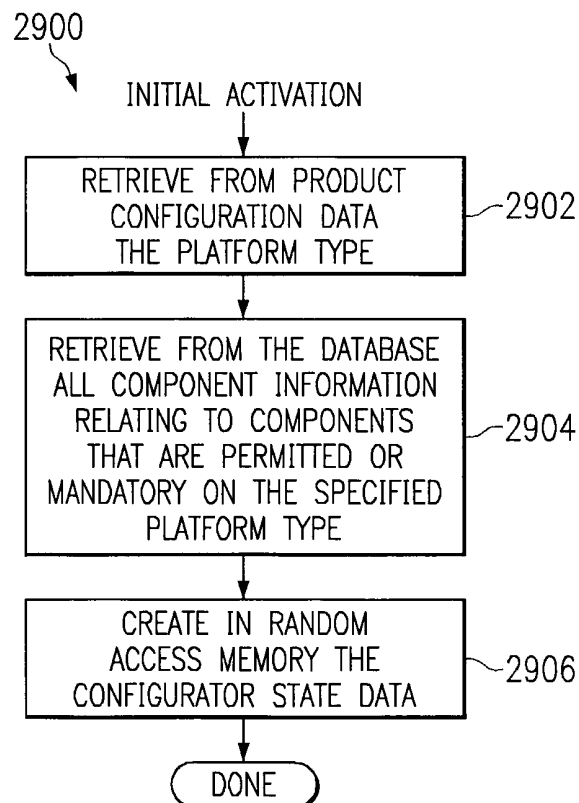 2900
INITIAL ACTIVATION
RETRIEVE FROM PRODUCT
CONFIGURATION DATA
THE PLATFORM TYPE
2902
RETRIEVE FROM THE DATABASE
ALL COMPONENT INFORMATION
RELATING TO COMPONENTS
THAT ARE PERMITTED OR
MANDATORY ON THE SPECIFIED
PLATFORM TYPE
2904
CREATE IN RANDOM
ACCESS MEMORY THE
CONFIGURATOR STATE DATA
2906
DONE